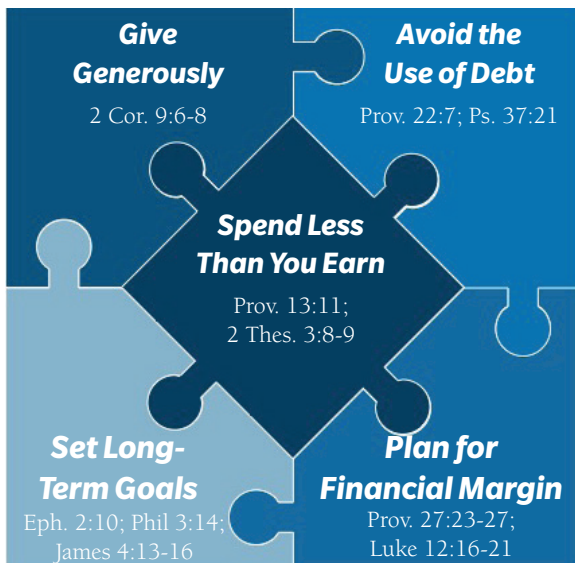 Give
Generously
2 Cor. 9:6-8
Avoid the
Use of Debt
Prov. 22:7; Ps. 37:21
Spend Less
Than You Earn
Prov. 13:11;
2 Thes. 3:8-9
Set Long-
Term Goals
Eph. 2:10; Phil 3:14;
James 4:13-16
Plan for
Financial Margin
Prov. 27:23-27;
Luke 12:16-21